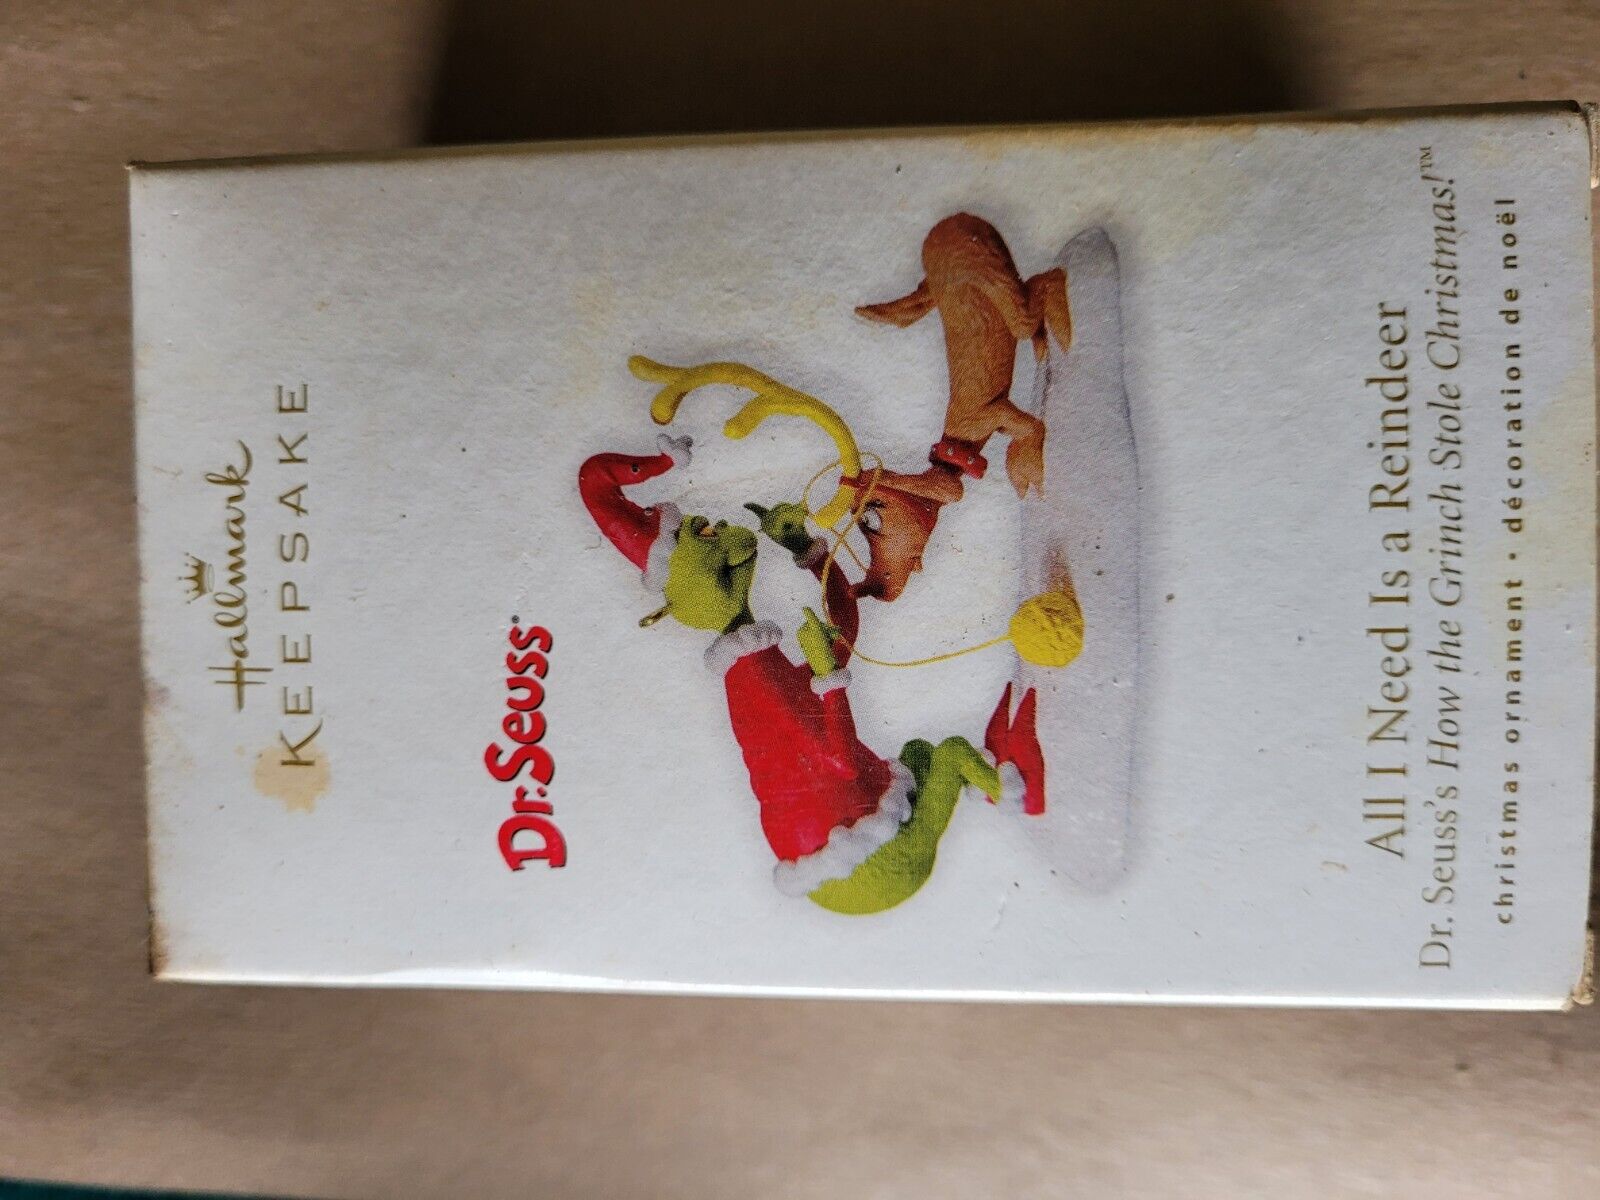 Hallmark
KEEPSAKE
Dr. Seuss®
All I Need Is a Reindeer
Dr. Seuss's How the Grinch Stole Christmas!™
christmas ornament • décoration de noël